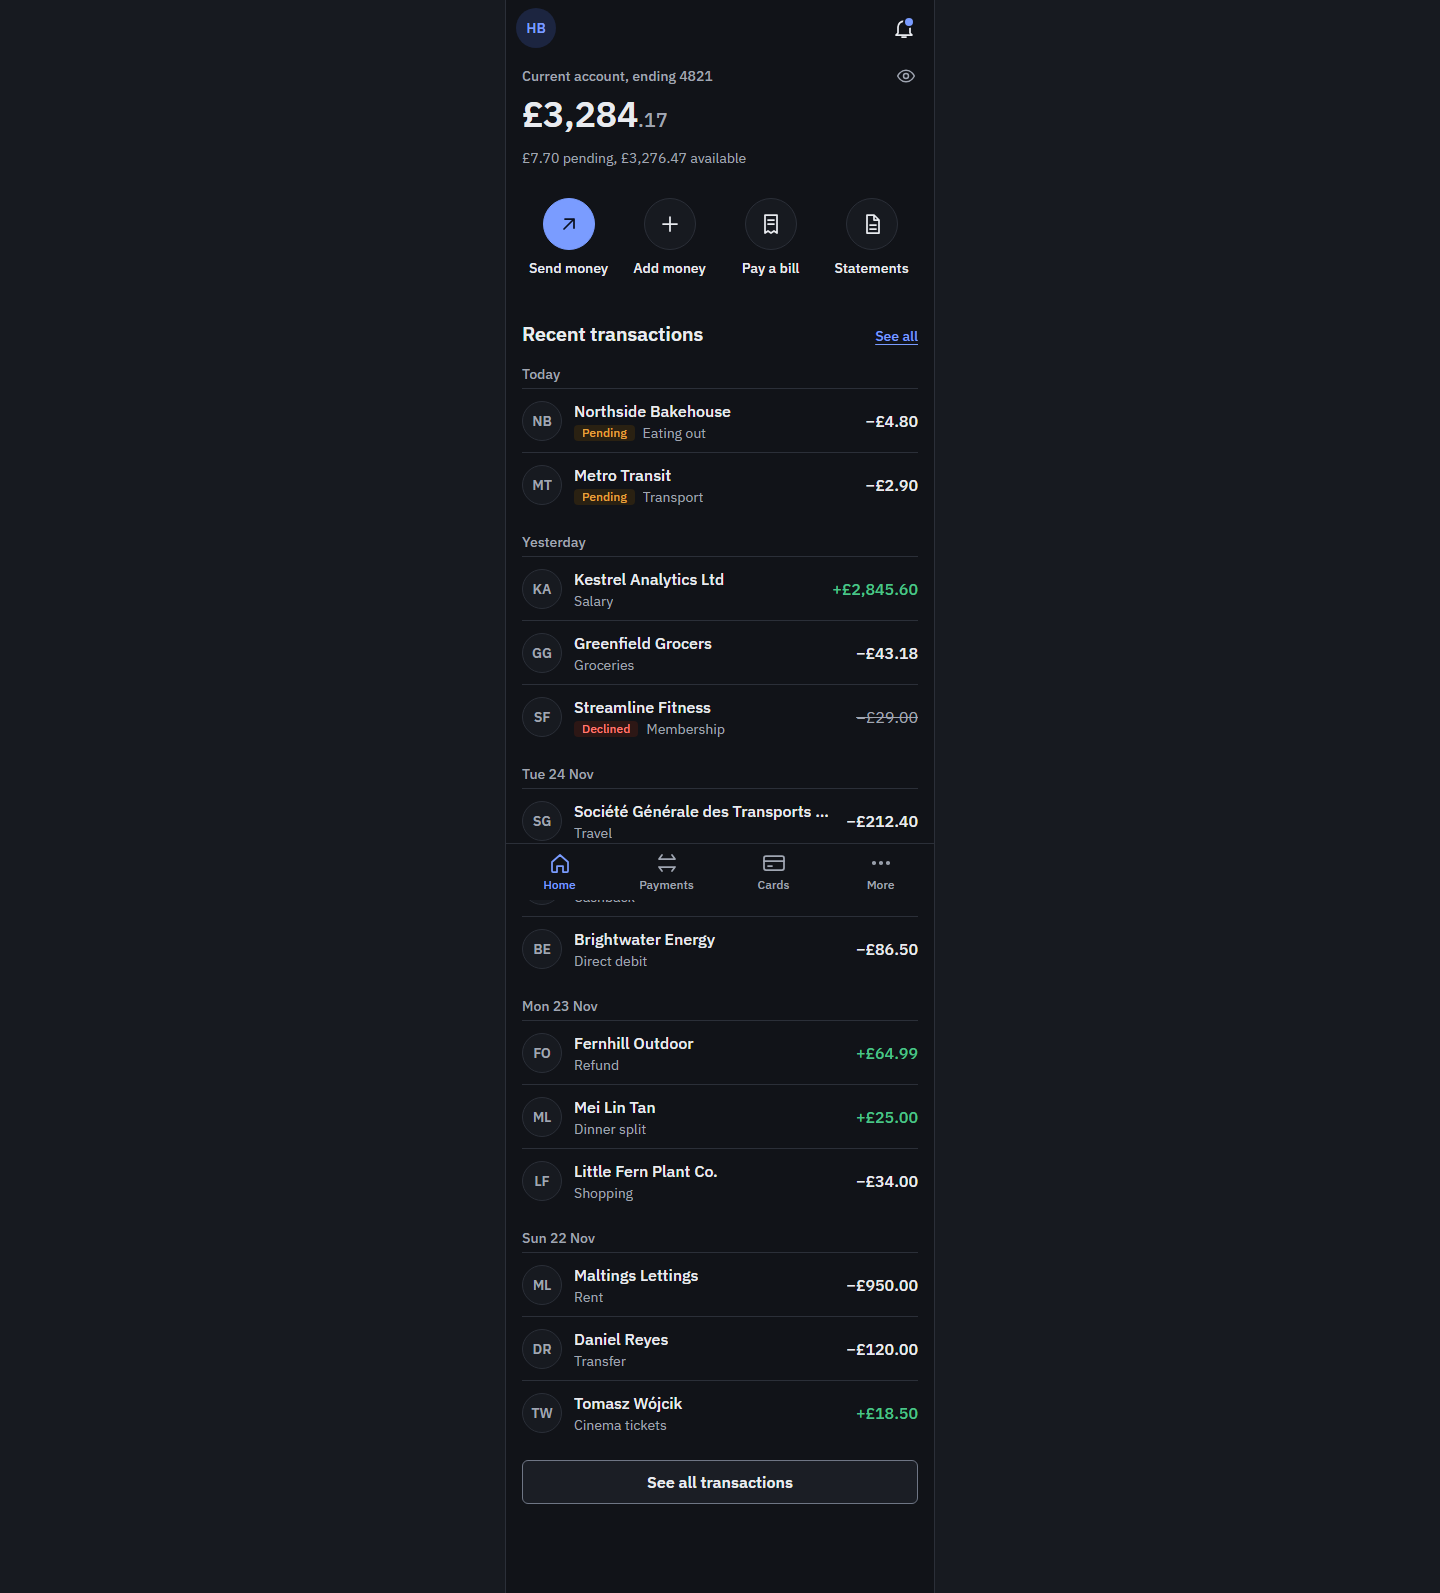 HB
Current account, ending 4821
£3,284.17
£7.70 pending, £3,276.47 available
Send money
Add money
Pay a bill
Statements
Recent transactions
See all
Today
NB
Northside Bakehouse
−£4.80
Pending
Eating out
MT
Metro Transit
−£2.90
Pending
Transport
Yesterday
KA
Kestrel Analytics Ltd
+£2,845.60
Salary
GG
Greenfield Grocers
−£43.18
Groceries
SF
Streamline Fitness
−£29.00
Declined
Membership
Tue 24 Nov
SG
Société Générale des Transports ...
−£212.40
Travel
Home
Payments
Cards
More
BE
Brightwater Energy
−£86.50
Direct debit
Mon 23 Nov
FO
Fernhill Outdoor
+£64.99
Refund
ML
Mei Lin Tan
+£25.00
Dinner split
LF
Little Fern Plant Co.
−£34.00
Shopping
Sun 22 Nov
ML
Maltings Lettings
−£950.00
Rent
DR
Daniel Reyes
−£120.00
Transfer
TW
Tomasz Wójcik
+£18.50
Cinema tickets
See all transactions